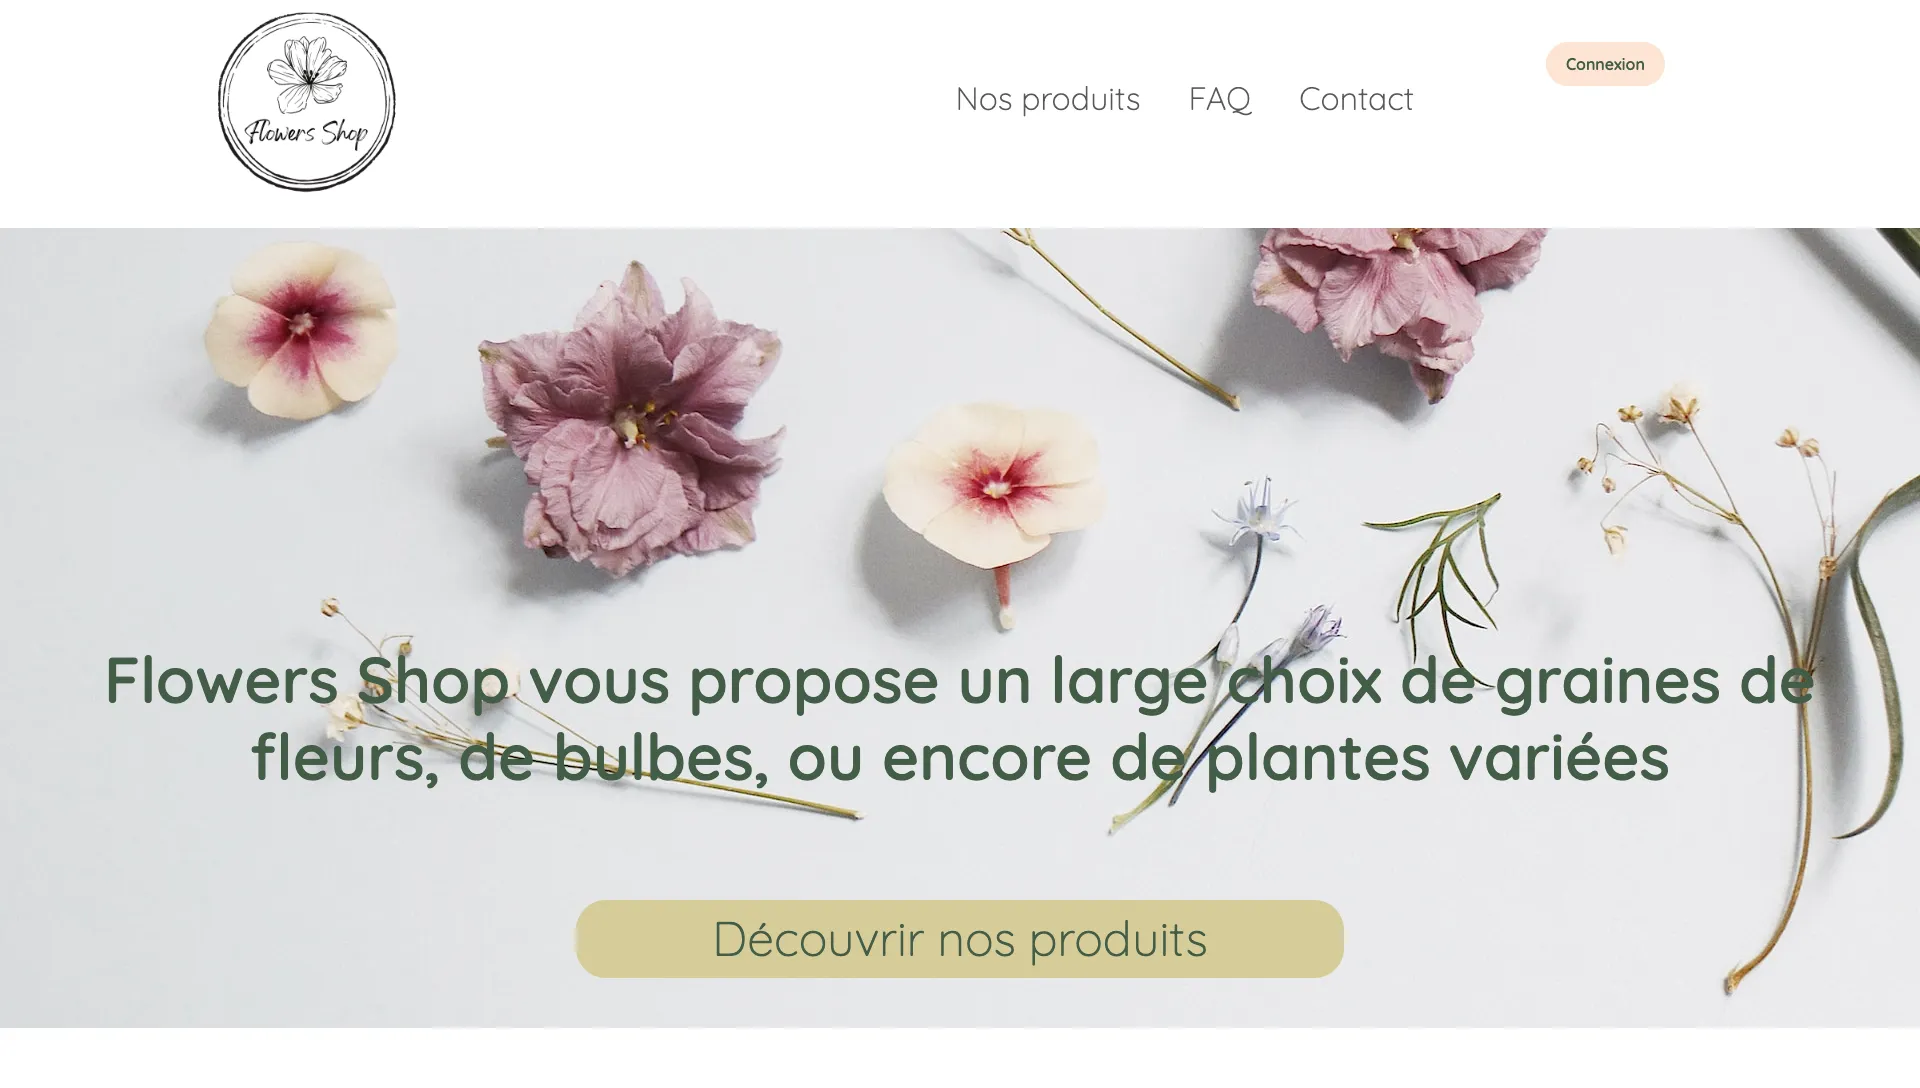 Flowers Shop
Nos produits
FAQ
Contact
Connexion
Flowers Shop vous propose un large choix de graines de
fleurs, de bulbes, ou encore de plantes variées
Découvrir nos produits